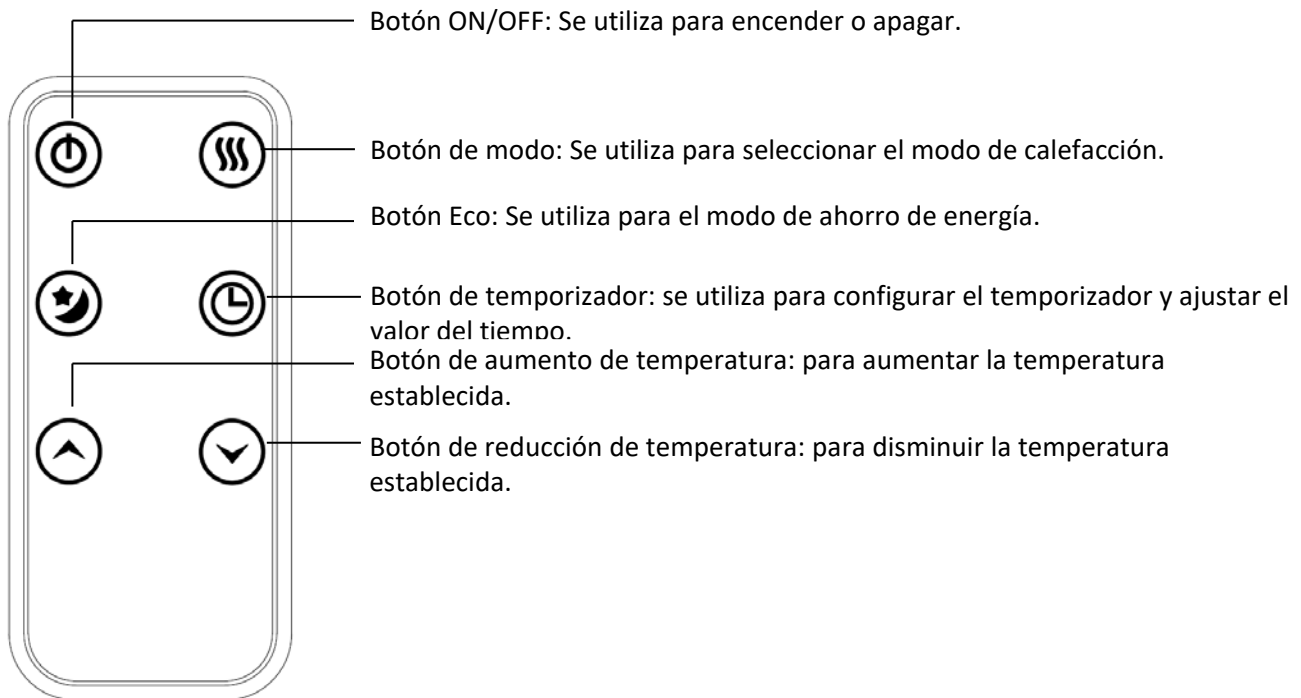 Botón ON/OFF: Se utiliza para encender o apagar.
Botón de modo: Se utiliza para seleccionar el modo de calefacción.
Botón Eco: Se utiliza para el modo de ahorro de energía.
Botón de temporizador: se utiliza para configurar el temporizador y ajustar el
valor del tiempo.
Botón de aumento de temperatura: para aumentar la temperatura
establecida.
Botón de reducción de temperatura: para disminuir la temperatura
establecida.